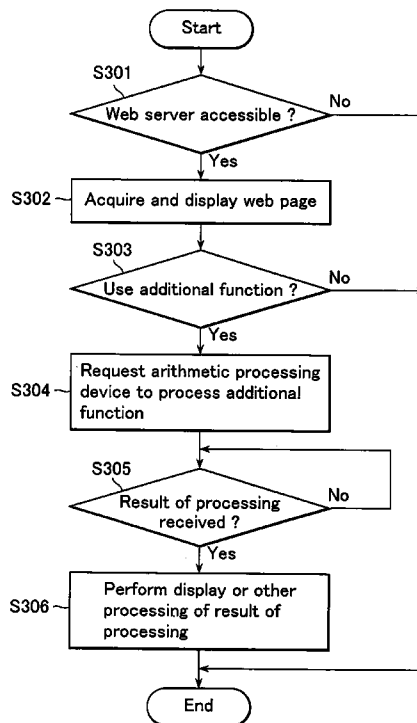 Start
S301
Web server accessible ?
No
Yes
S302
Acquire and display web page
S303
Use additional function ?
No
Yes
S304
Request arithmetic processing
device to process additional
function
S305
Result of processing
received ?
No
Yes
S306
Perform display or other
processing of result of
processing
End